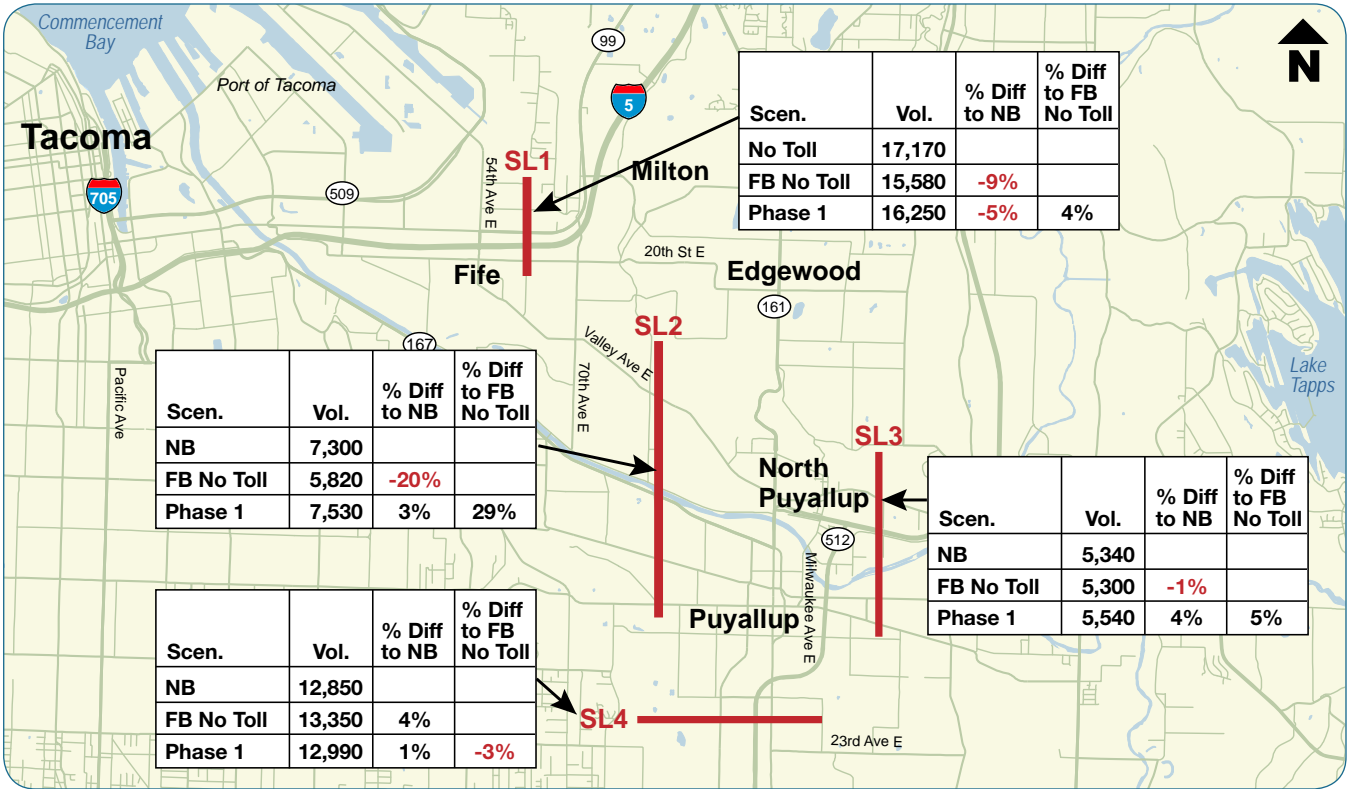 Commencement
Bay
Port of Tacoma
Tacoma
705
509
99
5
54th Ave E
SL1
Milton
Fife
20th St E
Edgewood
161
N
Scen. Vol. % Diff to NB % Diff to FB No Toll
No Toll 17,170
FB No Toll 15,580 -9%
Phase 1 16,250 -5% 4%
Lake
Tapps
167
Pacific Ave
Valley Ave E
70th Ave E
SL2
Scen. Vol. % Diff to NB % Diff to FB No Toll
NB 7,300
FB No Toll 5,820 -20%
Phase 1 7,530 3% 29%
SL3
North
Puyallup
512
Milwaukee Ave E
Scen. Vol. % Diff to NB % Diff to FB No Toll
NB 5,340
FB No Toll 5,300 -1%
Phase 1 5,540 4% 5%
Puyallup
Scen. Vol. % Diff to NB % Diff to FB No Toll
NB 12,850
FB No Toll 13,350 4%
Phase 1 12,990 1% -3%
SL4
23rd Ave E